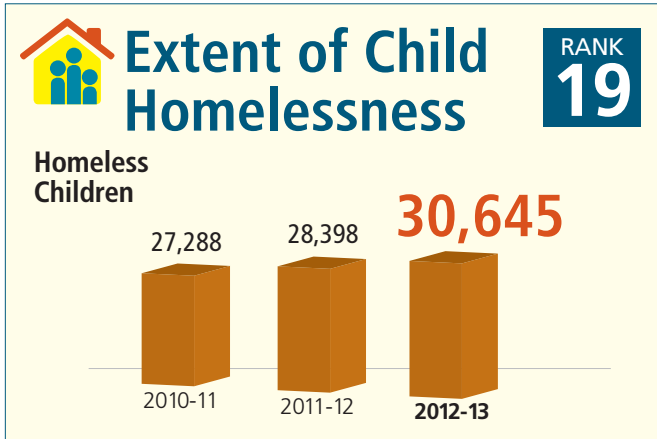 Extent of Child
Homelessness
RANK
19
Homeless
Children
27,288
28,398
30,645
2010-11
2011-12
2012-13